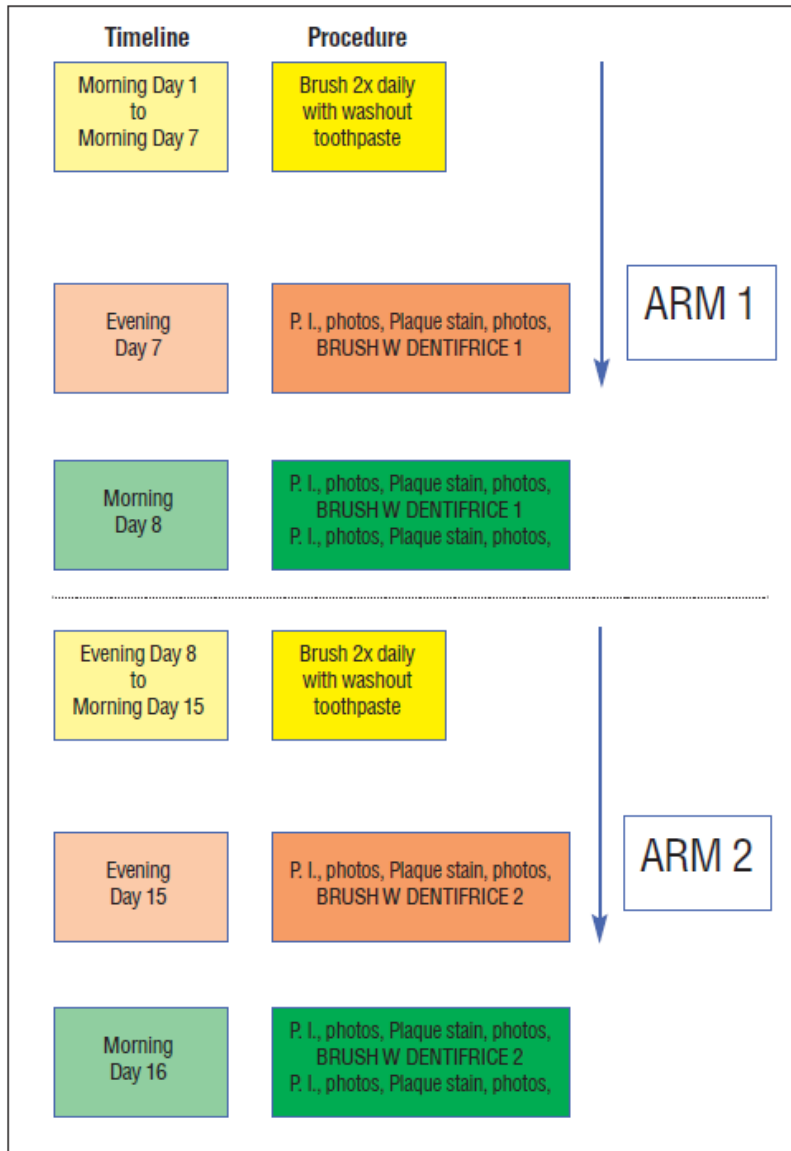 Timeline
Procedure
Morning Day 1
to
Morning Day 7
Brush 2x daily
with washout
toothpaste
Evening
Day 7
P. I., photos, Plaque stain, photos,
BRUSH W DENTIFRICE 1
ARM 1
Morning
Day 8
P. I., photos, Plaque stain, photos,
BRUSH W DENTIFRICE 1
P. I., photos, Plaque stain, photos,
Evening Day 8
to
Morning Day 15
Brush 2x daily
with washout
toothpaste
Evening
Day 15
P. I., photos, Plaque stain, photos,
BRUSH W DENTIFRICE 2
ARM 2
Morning
Day 16
P. I., photos, Plaque stain, photos,
BRUSH W DENTIFRICE 2
P. I., photos, Plaque stain, photos,